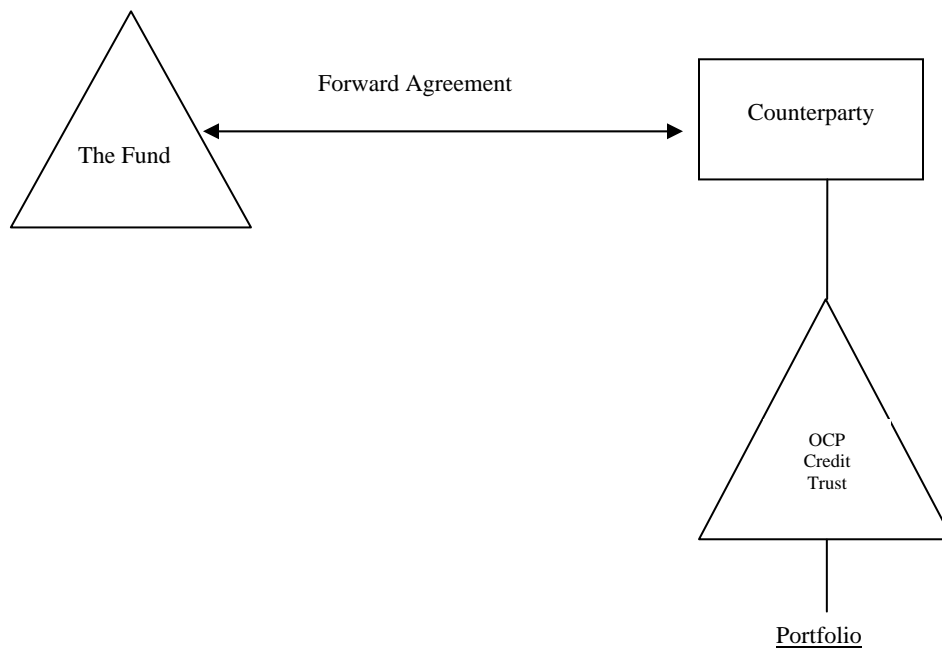 Forward Agreement
Counterparty
The Fund
OCP
Credit
Trust
Portfolio